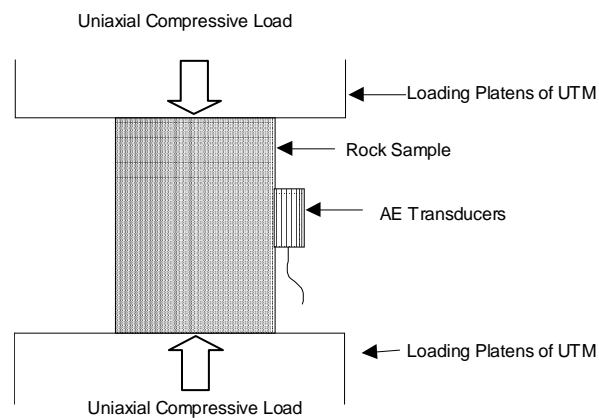 Uniaxial Compressive Load
Loading Platens of UTM
Rock Sample
AE Transducers
Loading Platens of UTM
Uniaxial Compressive Load